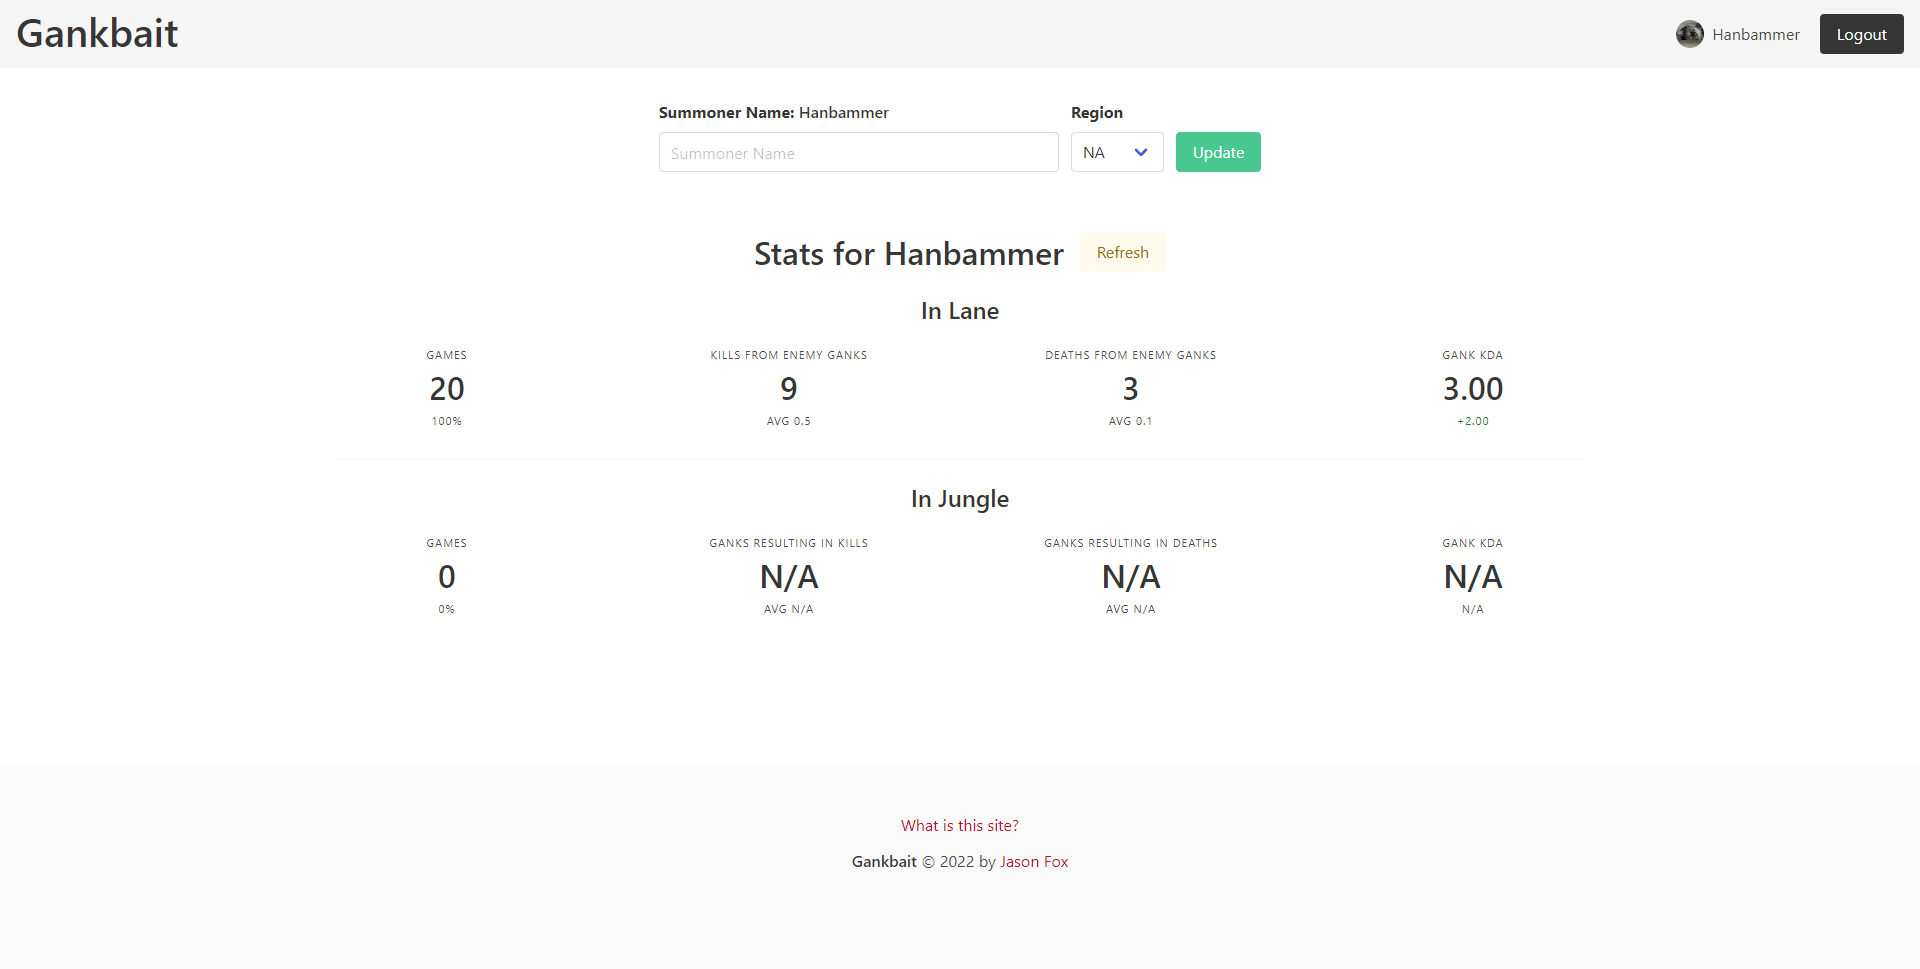 Gankbait
Hanbammer
Logout
Summoner Name: Hanbammer
Region
Summoner Name
NA
Update
Stats for Hanbammer
Refresh
In Lane
GAMES
20
100%
KILLS FROM ENEMY GANKS
9
AVG 0.5
DEATHS FROM ENEMY GANKS
3
AVG 0.1
GANK KDA
3.00
+2.00
In Jungle
GAMES
0
0%
GANKS RESULTING IN KILLS
N/A
AVG N/A
GANKS RESULTING IN DEATHS
N/A
AVG N/A
GANK KDA
N/A
N/A
What is this site?
Gankbait © 2022 by Jason Fox